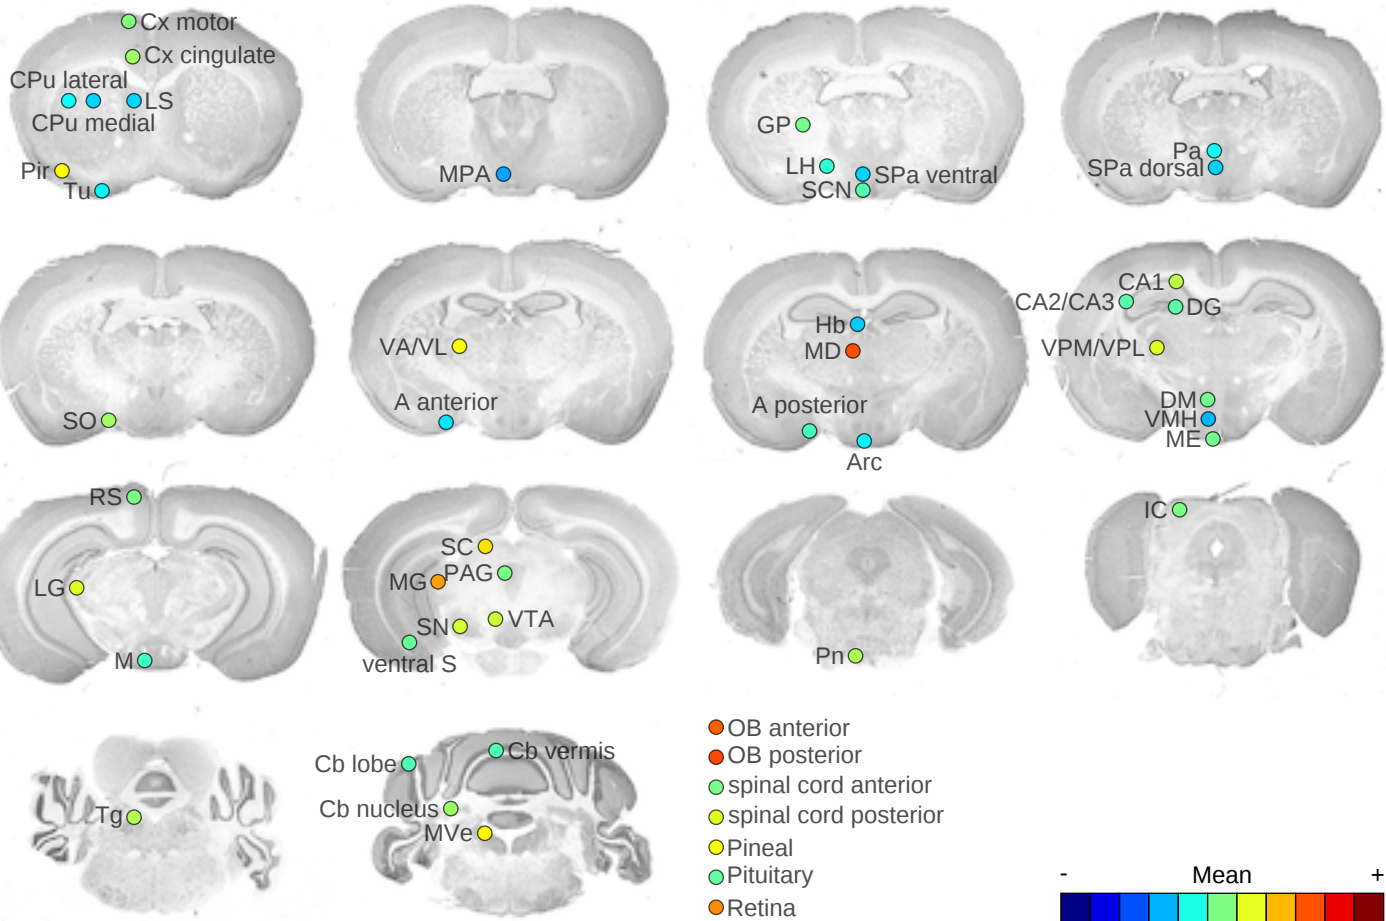 Cx motor
Cx cingulate
CPu lateral
LS
CPu medial
Pir
Tu
MPA
GP
LH
SPa ventral
SCN
Pa
SPa dorsal
SO
VA/VL
A anterior
Hb
MD
A posterior
Arc
CA1
CA2/CA3
DG
VPM/VPL
DM
VMH
ME
RS
LG
M
SC
MG
PAG
SN
VTA
ventral S
Pn
IC
Tg
Cb lobe
Cb vermis
Cb nucleus
MVe
OB anterior
OB posterior
spinal cord anterior
spinal cord posterior
Pineal
Pituitary
Retina
- Mean +